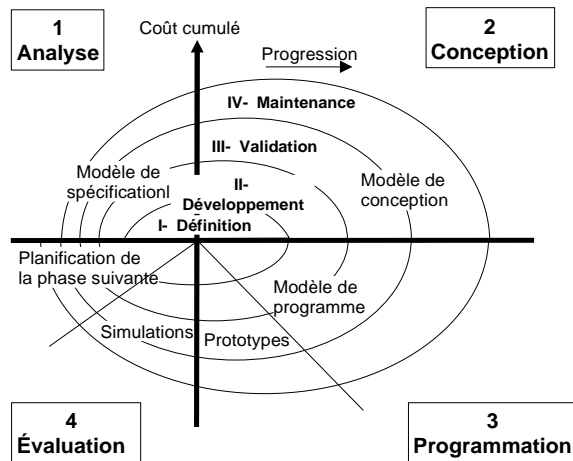 1
Analyse
Coût cumulé
Progression
2
Conception
IV- Maintenance
III- Validation
Modèle de
spécificationl
II-
Développement
Modèle de
conception
I- Définition
Planification de
la phase suivante
Modèle de
programme
Simulations
Prototypes
4
Évaluation
3
Programmation